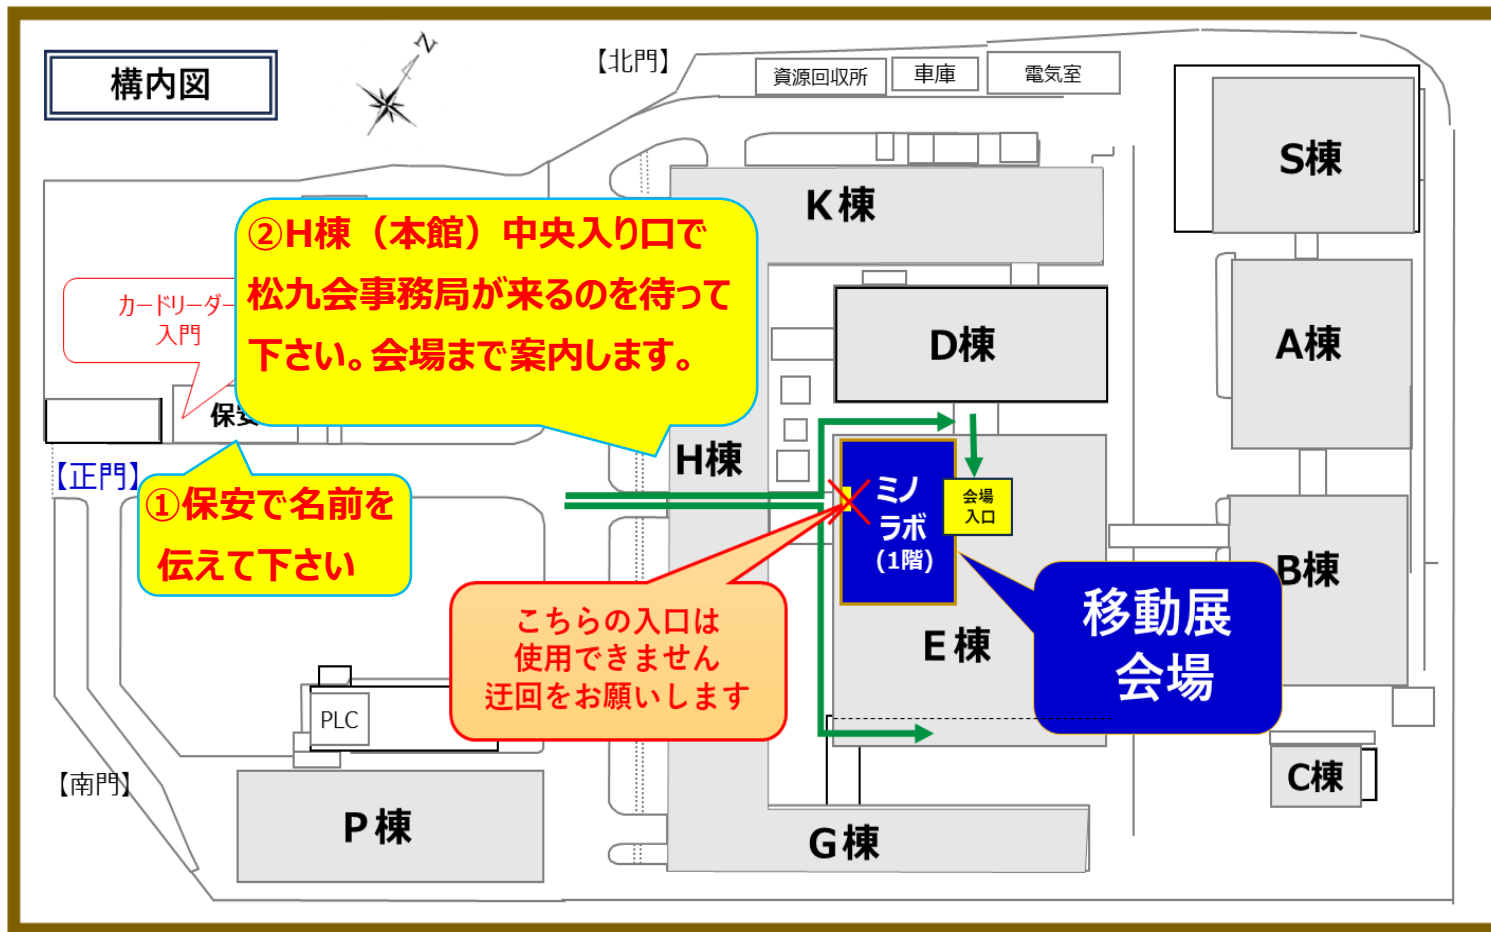 構内図
N
【北門】
資源回収所
車庫
電気室
S棟
K棟
②H棟（本館）中央入り口で
松九会事務局が来るのを待って
下さい。会場まで案内します。
カードリーダー
入門
D棟
A棟
保安
H棟
【正門】
①保安で名前を
伝えて下さい
ミノ
ラボ
(1階)
会場
入口
B棟
移動展
会場
こちらの入口は
使用できません
迂回をお願いします
E棟
PLC
【南門】
C棟
P棟
G棟